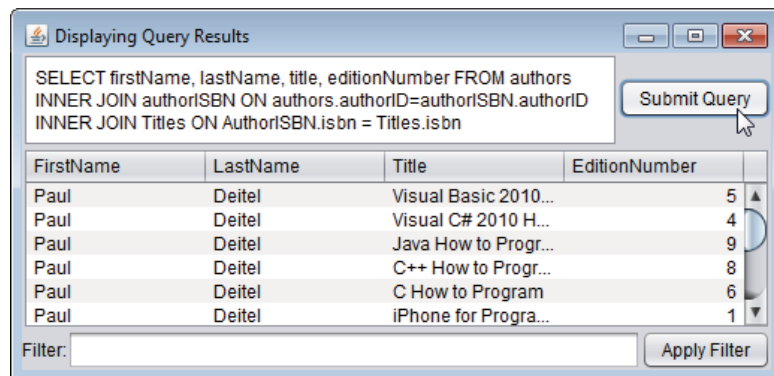 Displaying Query Results
SELECT firstName, lastName, title, editionNumber FROM authors
INNER JOIN authorISBN ON authors.authorID=authorISBN.authorID
INNER JOIN Titles ON AuthorISBN.isbn = Titles.isbn
Submit Query
FirstName LastName Title EditionNumber
Paul Deitel Visual Basic 2010... 5
Paul Deitel Visual C# 2010 H... 4
Paul Deitel Java How to Progr... 9
Paul Deitel C++ How to Progr... 8
Paul Deitel C How to Program 6
Paul Deitel iPhone for Progra... 1
Filter: Apply Filter